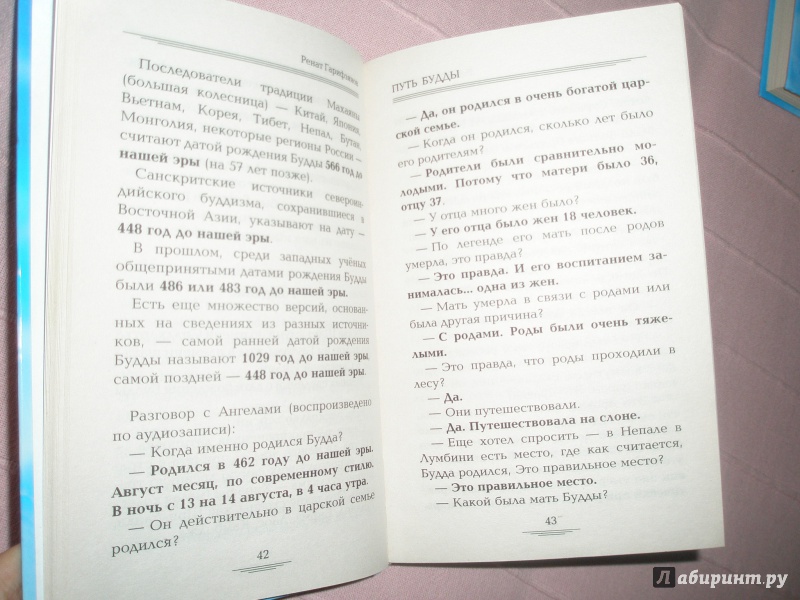 Ренат Гарифзянов
Последователи традиции Махаяны
(большая колесница) — Китай, Япония,
Вьетнам, Корея, Тибет, Непал, Бутан,
Монголия, некоторые регионы России —
считают датой рождения Будды 566 год до
нашей эры (на 57 лет позже).
Санскритские источники североин-
дийского буддизма, сохранившиеся в
Восточной Азии, указывают на дату —
448 год до нашей эры.
В прошлом, среди западных учёных
общепринятыми датами рождения Будды
были 486 или 483 год до нашей эры.
Есть еще множество версий, основан-
ных на сведениях из разных источни-
ков, — самой ранней датой рождения
Будды называют 1029 год до нашей эры,
самой поздней — 448 год до нашей эры.
Разговор с Ангелами (воспроизведено
по аудиозаписи):
— Когда именно родился Будда?
— Родился в 462 году до нашей эры.
Август месяц, по современному стилю.
В ночь с 13 на 14 августа, в 4 часа утра.
— Он действительно в царской семье
родился?
42
ПУТЬ БУДДЫ
— Да, он родился в очень богатой цар-
ской семье.
— Когда он родился, сколько лет было
его родителям?
— Родители были сравнительно мо-
лодыми. Потому что матери было 36,
отцу 37.
— У отца много жен было?
— У его отца было жен 18 человек.
— По легенде его мать после родов
умерла, это правда?
— Это правда. И его воспитанием за-
нималась... одна из жен.
— Мать умерла в связи с родами или
была другая причина?
— С родами. Роды были очень тяже-
лыми.
— Это правда, что роды проходили в
лесу?
— Да.
— Они путешествовали.
— Да. Путешествовала на слоне.
— Еще хотел спросить — в Непале в
Лумбини есть место, где как считается,
Будда родился, Это правильное место?
— Это правильное место.
— Какой была мать Будды?
43
Лабиринт.ру